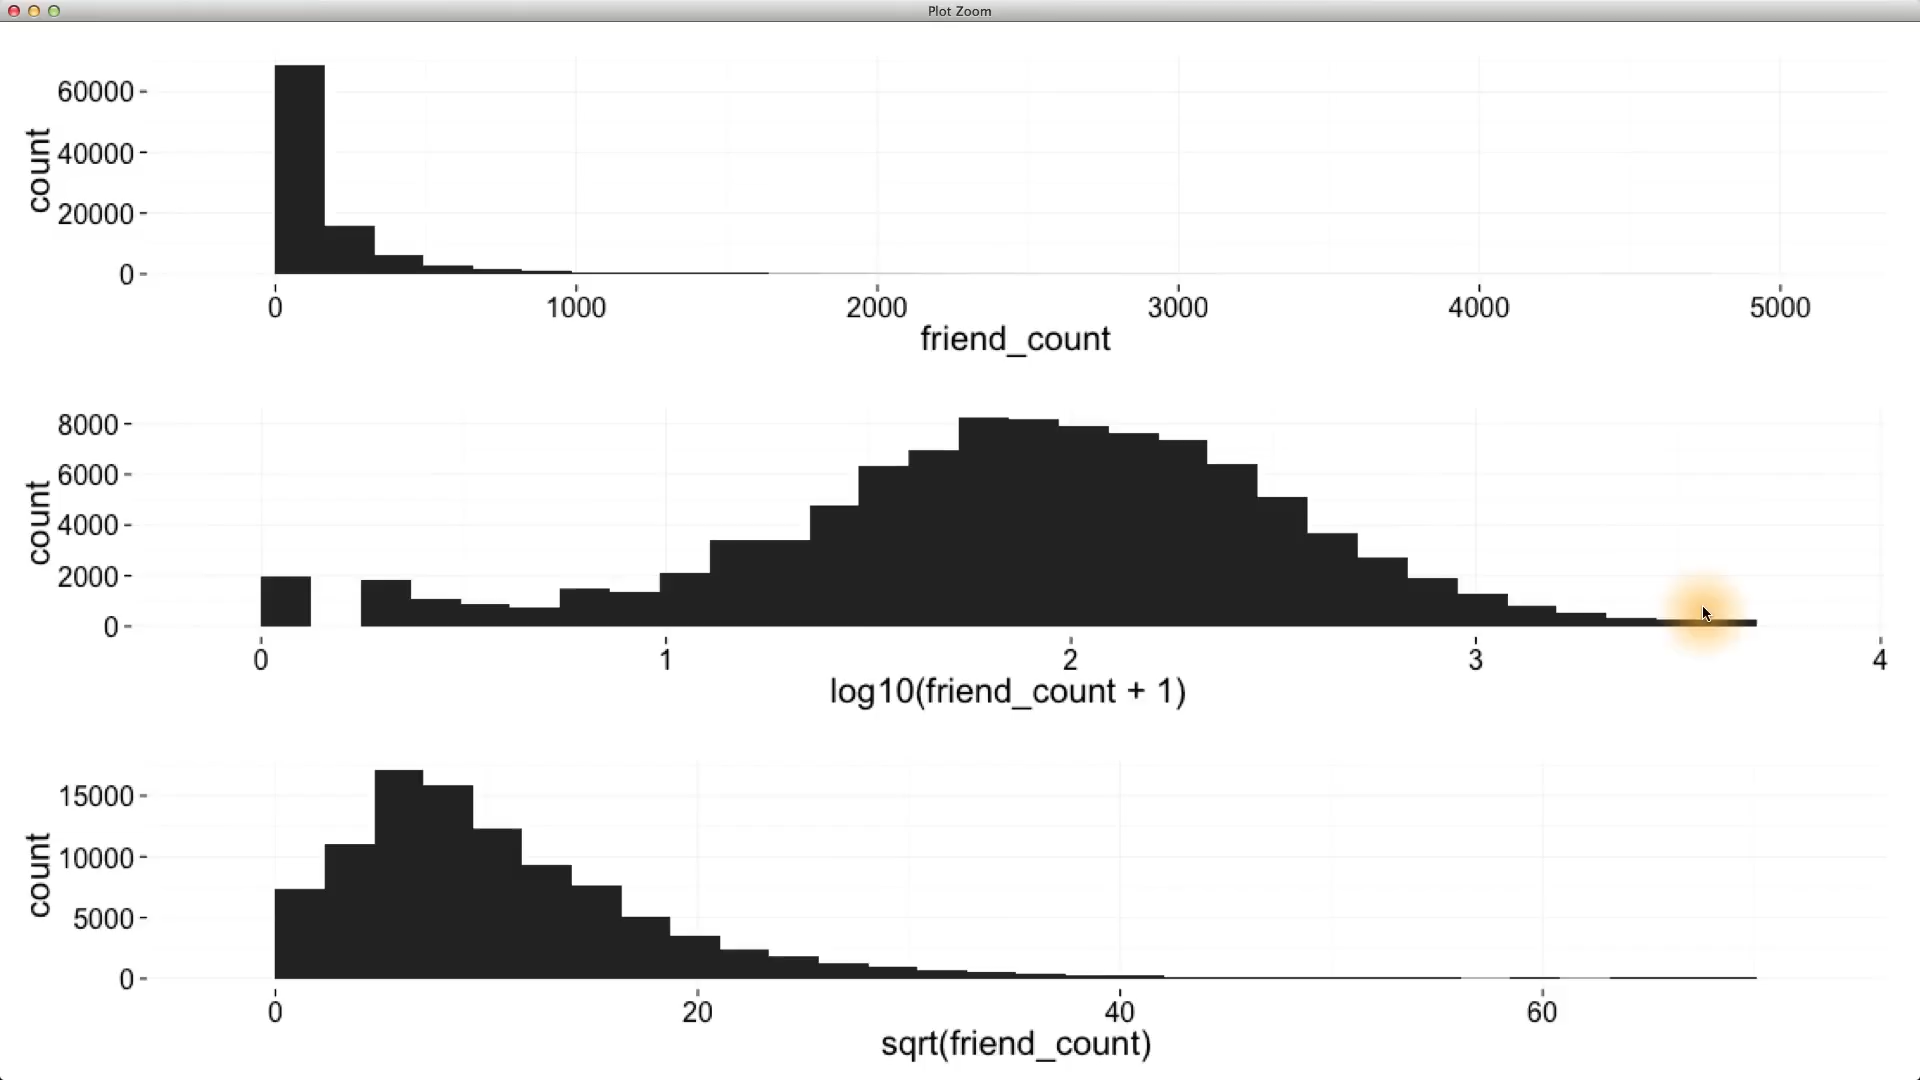 Plot Zoom
60000
40000
20000
0
count
0 1000 2000 3000 4000 5000
friend_count
8000
6000
4000
2000
0
count
0 1 2 3 4
log10(friend_count + 1)
15000
10000
5000
0
count
0 20 40 60
sqrt(friend_count)